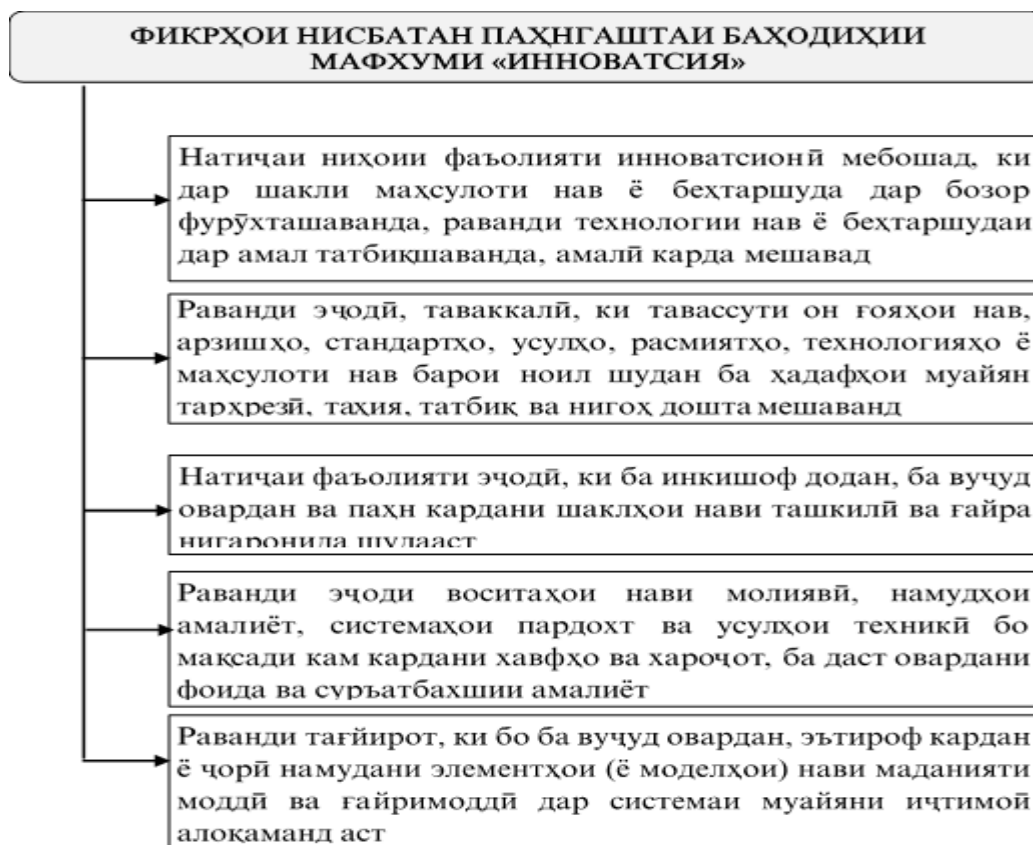 ФИКРҲОИ НИСБАТАН ПАҲНГАШТАИ БАҲОДИҲИИ
МАФҲУМИ «ИННОВАТСИЯ»
Натиҷаи ниҳоии фаъолияти инноватсионӣ мебошад, ки
дар шакли маҳсулоти нав ё беҳтаршуда дар бозор
фурӯхташаванда, раванди технологии нав ё беҳтаршудаи
дар амал татбиқшаванда, амалӣ карда мешавад
Раванди эҷодӣ, таваккалӣ, ки тавассути он ғояҳои нав,
арзишҳо, стандартҳо, усулҳо, расмиятҳо, технологияҳо ё
маҳсулоти нав барои ноил шудан ба ҳадафҳои муайян
тарҳрезӣ, таҳия, татбиқ ва нигоҳ дошта мешаванд
Натиҷаи фаъолияти эҷодӣ, ки ба инкишоф додан, ба вуҷуд
овардан ва паҳн кардани шаклҳои нави ташкилӣ ва ғайра
нигаронида шудааст
Раванди эҷоди воситаҳои нави молиявӣ, намудҳои
амалиёт, системаҳои пардохт ва усулҳои техникӣ бо
мақсади кам кардани хавфҳо ва хароҷот, ба даст овардани
фоида ва суръатбахшии амалиёт
Раванди тағйирот, ки бо ба вуҷуд овардан, эътироф кардан
ё ҷорӣ намудани элементҳои (ё моделҳои) нави маданияти
моддӣ ва ғайримоддӣ дар системаи муайяни иҷтимоӣ
алоқаманд аст